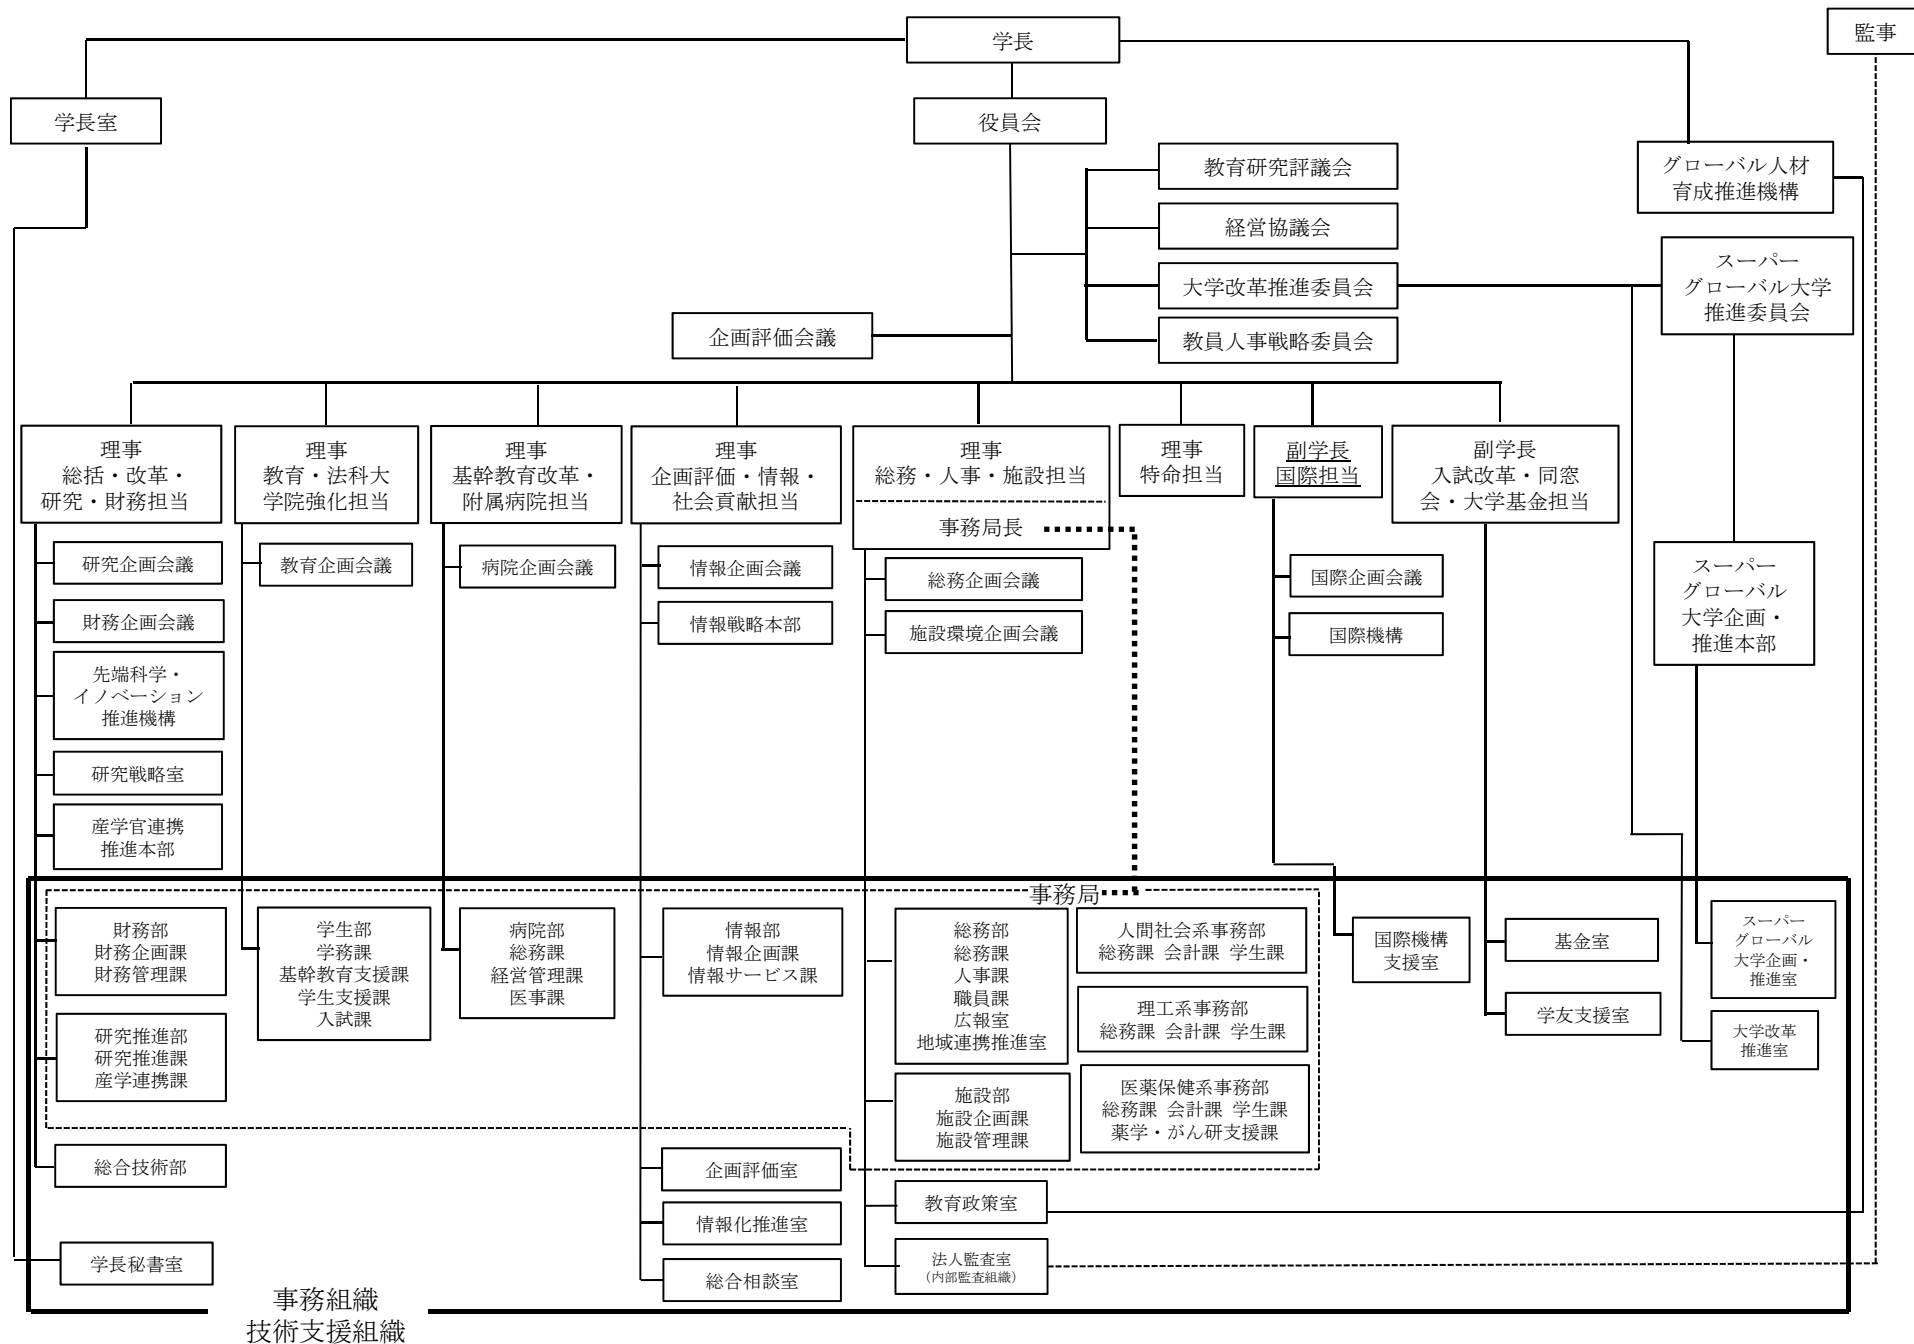 学長
監事
学長室
役員会
教育研究評議会
グローバル人材
育成推進機構
経営協議会
スーパー
グローバル大学
推進委員会
大学改革推進委員会
企画評価会議
教員人事戦略委員会
理事
総括・改革・
研究・財務担当
理事
教育・法科大
学院強化担当
理事
基幹教育改革・
附属病院担当
理事
企画評価・情報・
社会貢献担当
理事
総務・人事・施設担当
事務局長
理事
特命担当
副学長
国際担当
副学長
入試改革・同窓
会・大学基金担当
研究企画会議
財務企画会議
先端科学・
イノベーション
推進機構
研究戦略室
産学官連携
推進本部
教育企画会議
病院企画会議
情報企画会議
情報戦略本部
総務企画会議
施設環境企画会議
国際企画会議
国際機構
スーパー
グローバル
大学企画・
推進本部
事務局
財務部
財務企画課
財務管理課
研究推進部
研究推進課
産学連携課
学生部
学務課
基幹教育支援課
学生支援課
入試課
病院部
総務課
経営管理課
医事課
情報部
情報企画課
情報サービス課
総務部
総務課
人事課
職員課
広報室
地域連携推進室
施設部
施設企画課
施設管理課
人間社会系事務部
総務課 会計課 学生課
理工系事務部
総務課 会計課 学生課
医薬保健系事務部
総務課 会計課 学生課
薬学・がん研支援課
国際機構
支援室
基金室
学友支援室
スーパー
グローバル
大学企画・
推進室
大学改革
推進室
総合技術部
企画評価室
情報化推進室
総合相談室
教育政策室
法人監査室
（内部監査組織）
学長秘書室
事務組織
技術支援組織